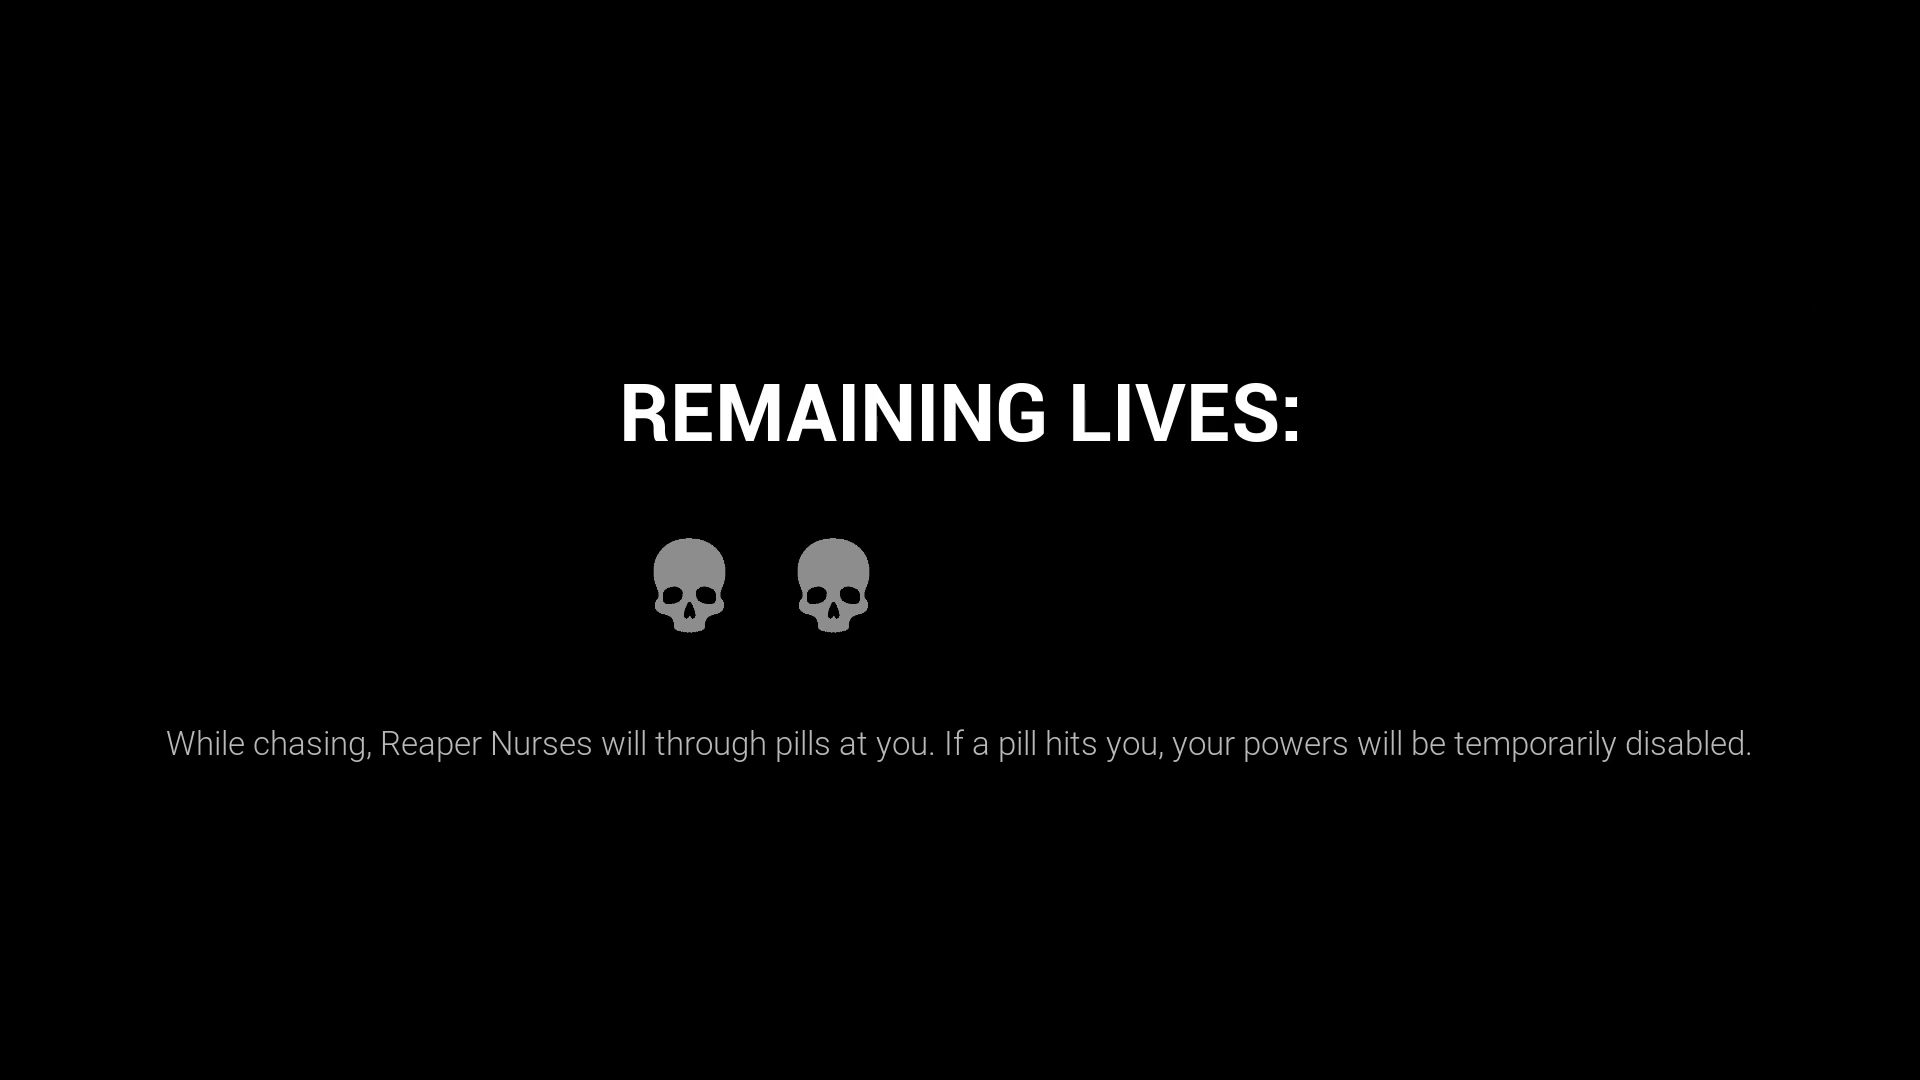 REMAINING LIVES:
While chasing, Reaper Nurses will through pills at you. If a pill hits you, your powers will be temporarily disabled.